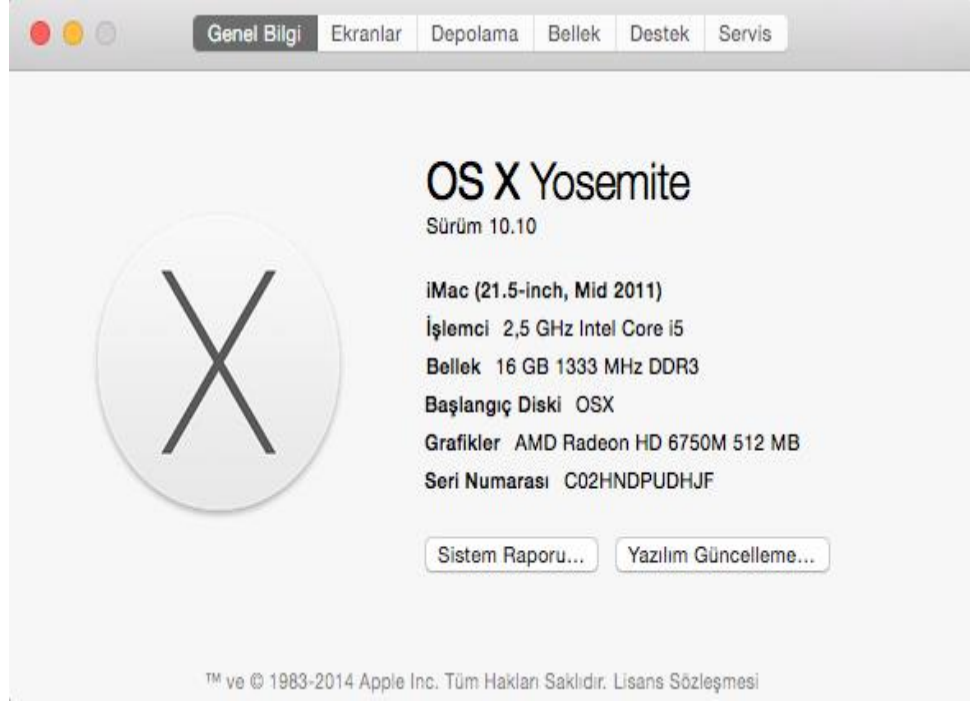 Genel Bilgi Ekranlar Depolama Bellek Destek Servis
OS X Yosemite
Sürüm 10.10
iMac (21.5-inch, Mid 2011)
İşlemci 2,5 GHz Intel Core i5
Bellek 16 GB 1333 MHz DDR3
Başlangıç Diski OSX
Grafikler AMD Radeon HD 6750M 512 MB
Seri Numarası C02HNDPUDHJF
Sistem Raporu... Yazılım Güncelleme...
™ ve © 1983-2014 Apple Inc. Tüm Hakları Saklıdır. Lisans Sözleşmesi